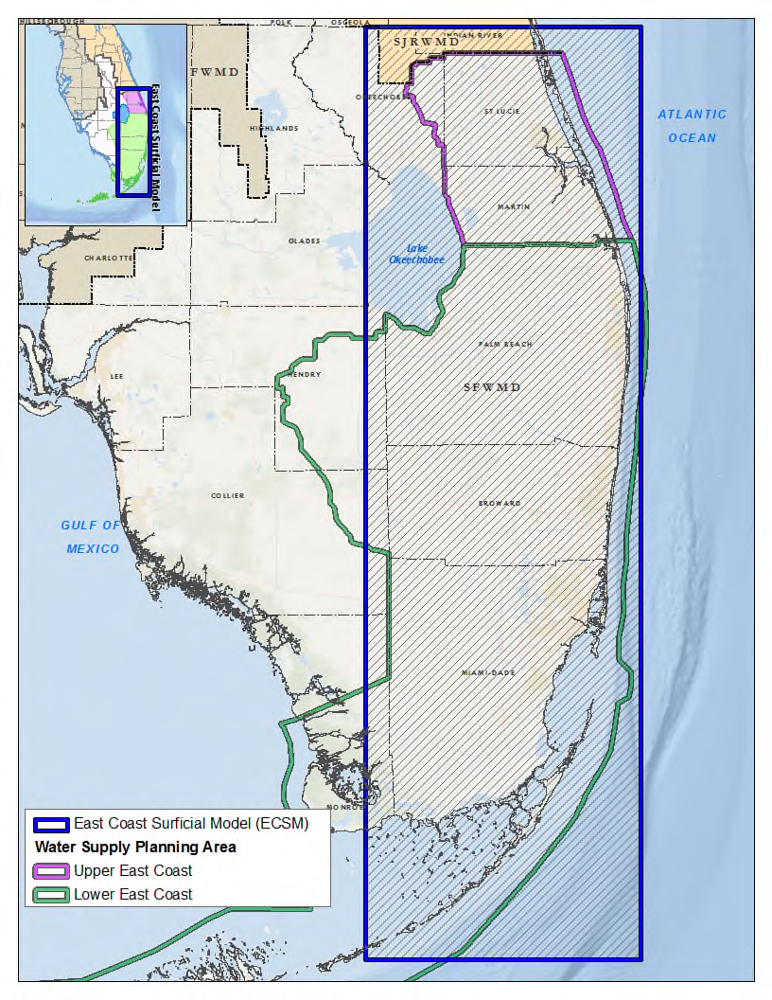 HILLSBOROUGH
POLK
OSCEOLA
INDIAN RIVER
SJRWMD
FWMD
OKEECHOB
ST LUCIE
HIGHLANDS
ATLANTIC
OCEAN
East Coast Surficial Model
MARTIN
GLADES
Lake
Okeechobee
CHARLOTTE
PALM BEACH
LEE
HENDRY
SFWMD
COLLIER
BROWARD
GULF OF
MEXICO
MIAMI-DADE
MONROE
East Coast Surficial Model (ECSM)
Water Supply Planning Area
Upper East Coast
Lower East Coast